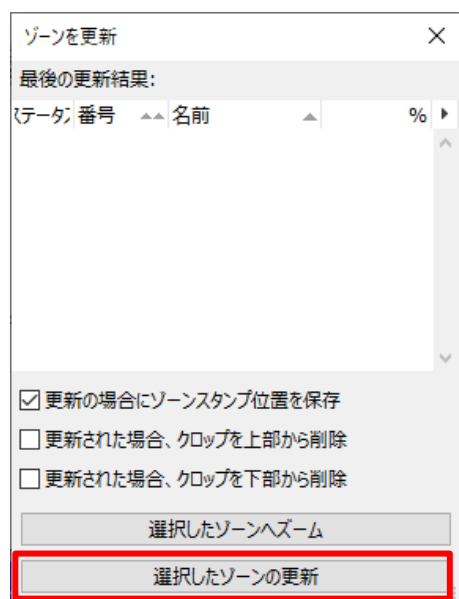 ゾーンを更新
最後の更新結果:
ステータス 番号 名前 %
更新の場合にゾーンスタンプ位置を保存
更新された場合、クロップを上部から削除
更新された場合、クロップを下部から削除
選択したゾーンへズーム
選択したゾーンの更新